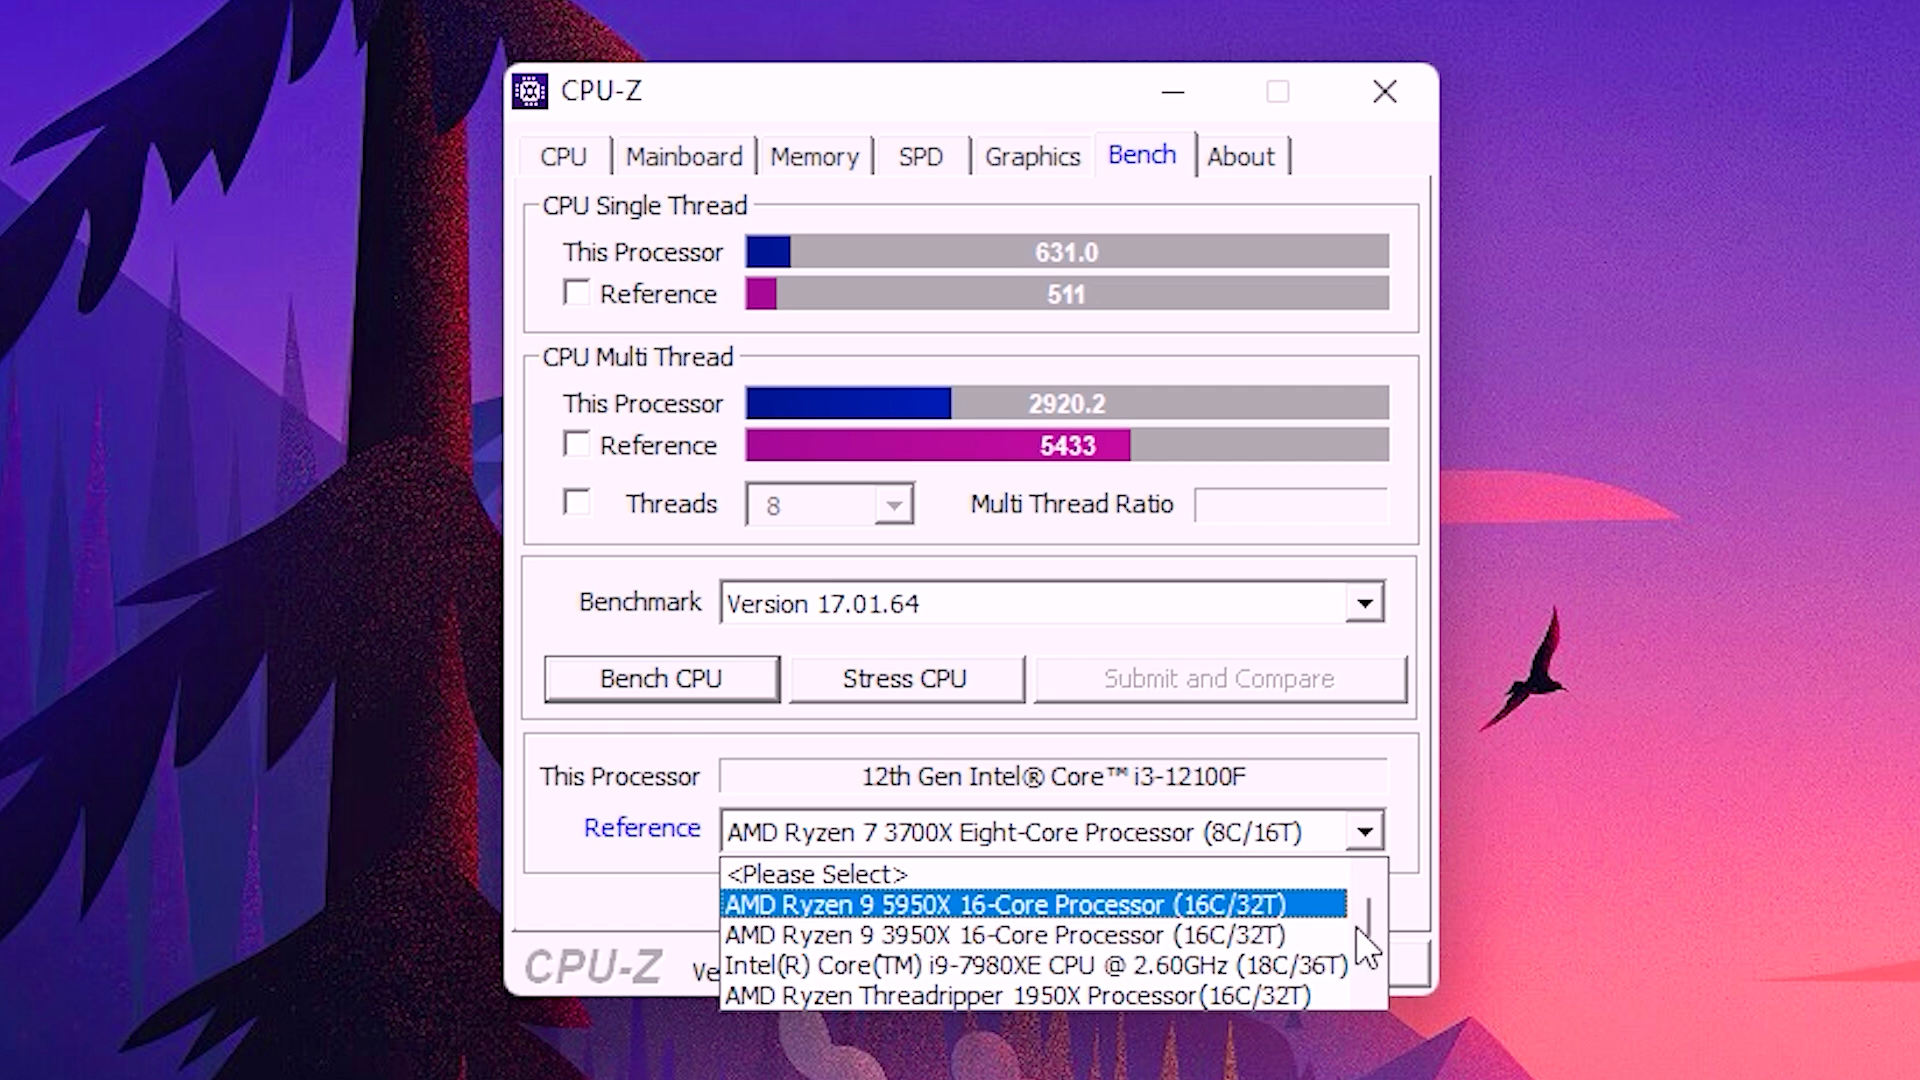 CPU-Z
CPU Mainboard Memory SPD Graphics Bench About
CPU Single Thread
This Processor 631.0
Reference 511
CPU Multi Thread
This Processor 2920.2
Reference 5433
Threads 8 Multi Thread Ratio
Benchmark Version 17.01.64
Bench CPU Stress CPU Submit and Compare
This Processor 12th Gen Intel® Core™ i3-12100F
Reference AMD Ryzen 7 3700X Eight-Core Processor (8C/16T)
<Please Select>
AMD Ryzen 9 5950X 16-Core Processor (16C/32T)
AMD Ryzen 9 3950X 16-Core Processor (16C/32T)
Intel(R) Core(TM) i9-7980XE CPU @ 2.60GHz (18C/36T)
AMD Ryzen Threadripper 1950X Processor(16C/32T)
CPU-Z